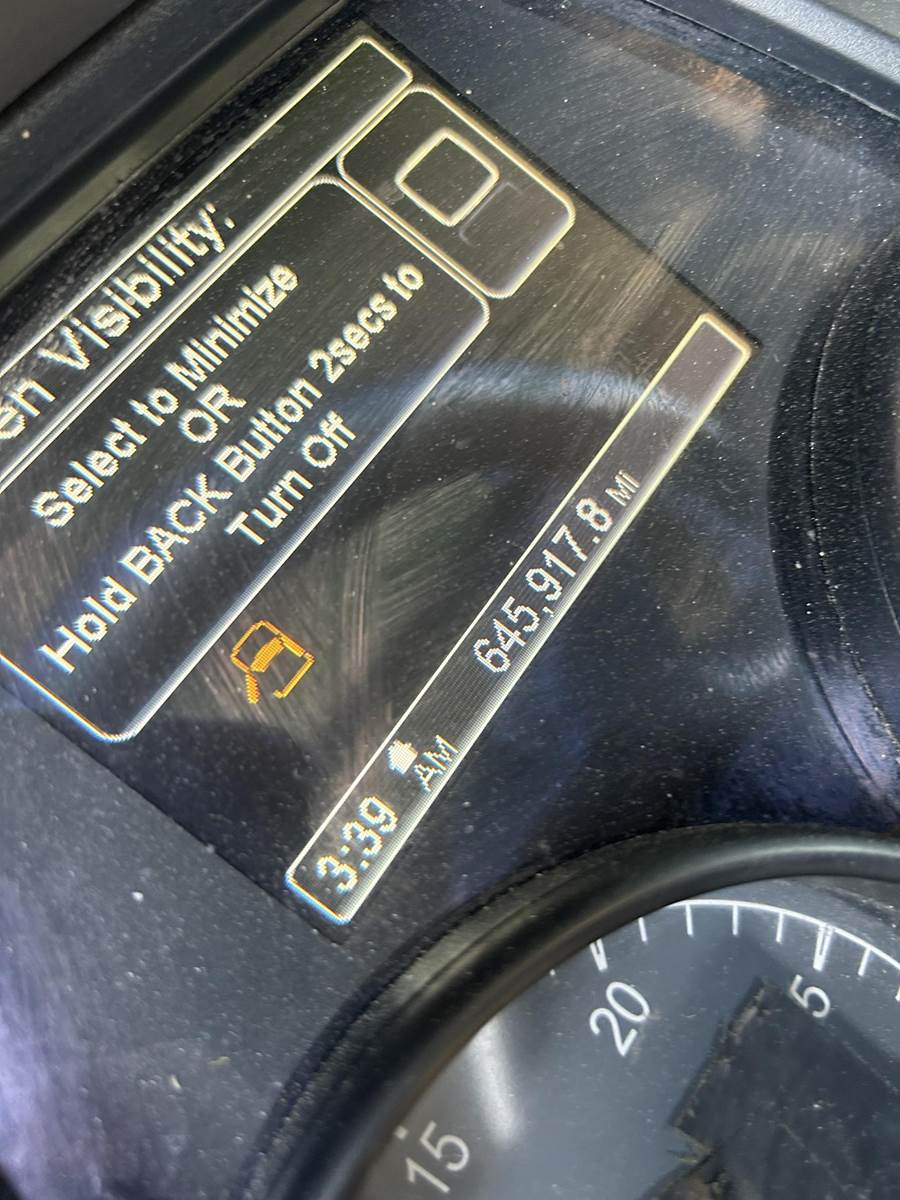 en Visibility:
Select to Minimize
OR
Hold BACK Button 2secs to
Turn Off
3:39 AM 645,917.8 MI
20
5
15